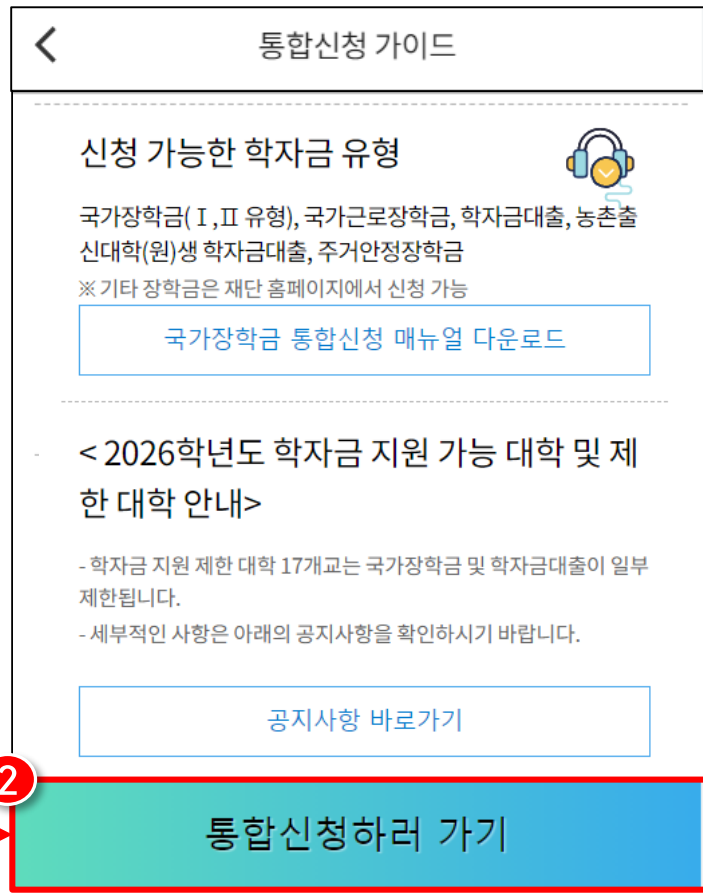 통합신청 가이드
신청 가능한 학자금 유형
국가장학금(Ⅰ,Ⅱ 유형), 국가근로장학금, 학자금대출, 농촌출
신대학(원)생 학자금대출, 주거안정장학금
※ 기타 장학금은 재단 홈페이지에서 신청 가능
국가장학금 통합신청 매뉴얼 다운로드
< 2026학년도 학자금 지원 가능 대학 및 제
한 대학 안내>
- 학자금 지원 제한 대학 17개교는 국가장학금 및 학자금대출이 일부
제한됩니다.
- 세부적인 사항은 아래의 공지사항을 확인하시기 바랍니다.
공지사항 바로가기
2
통합신청하러 가기